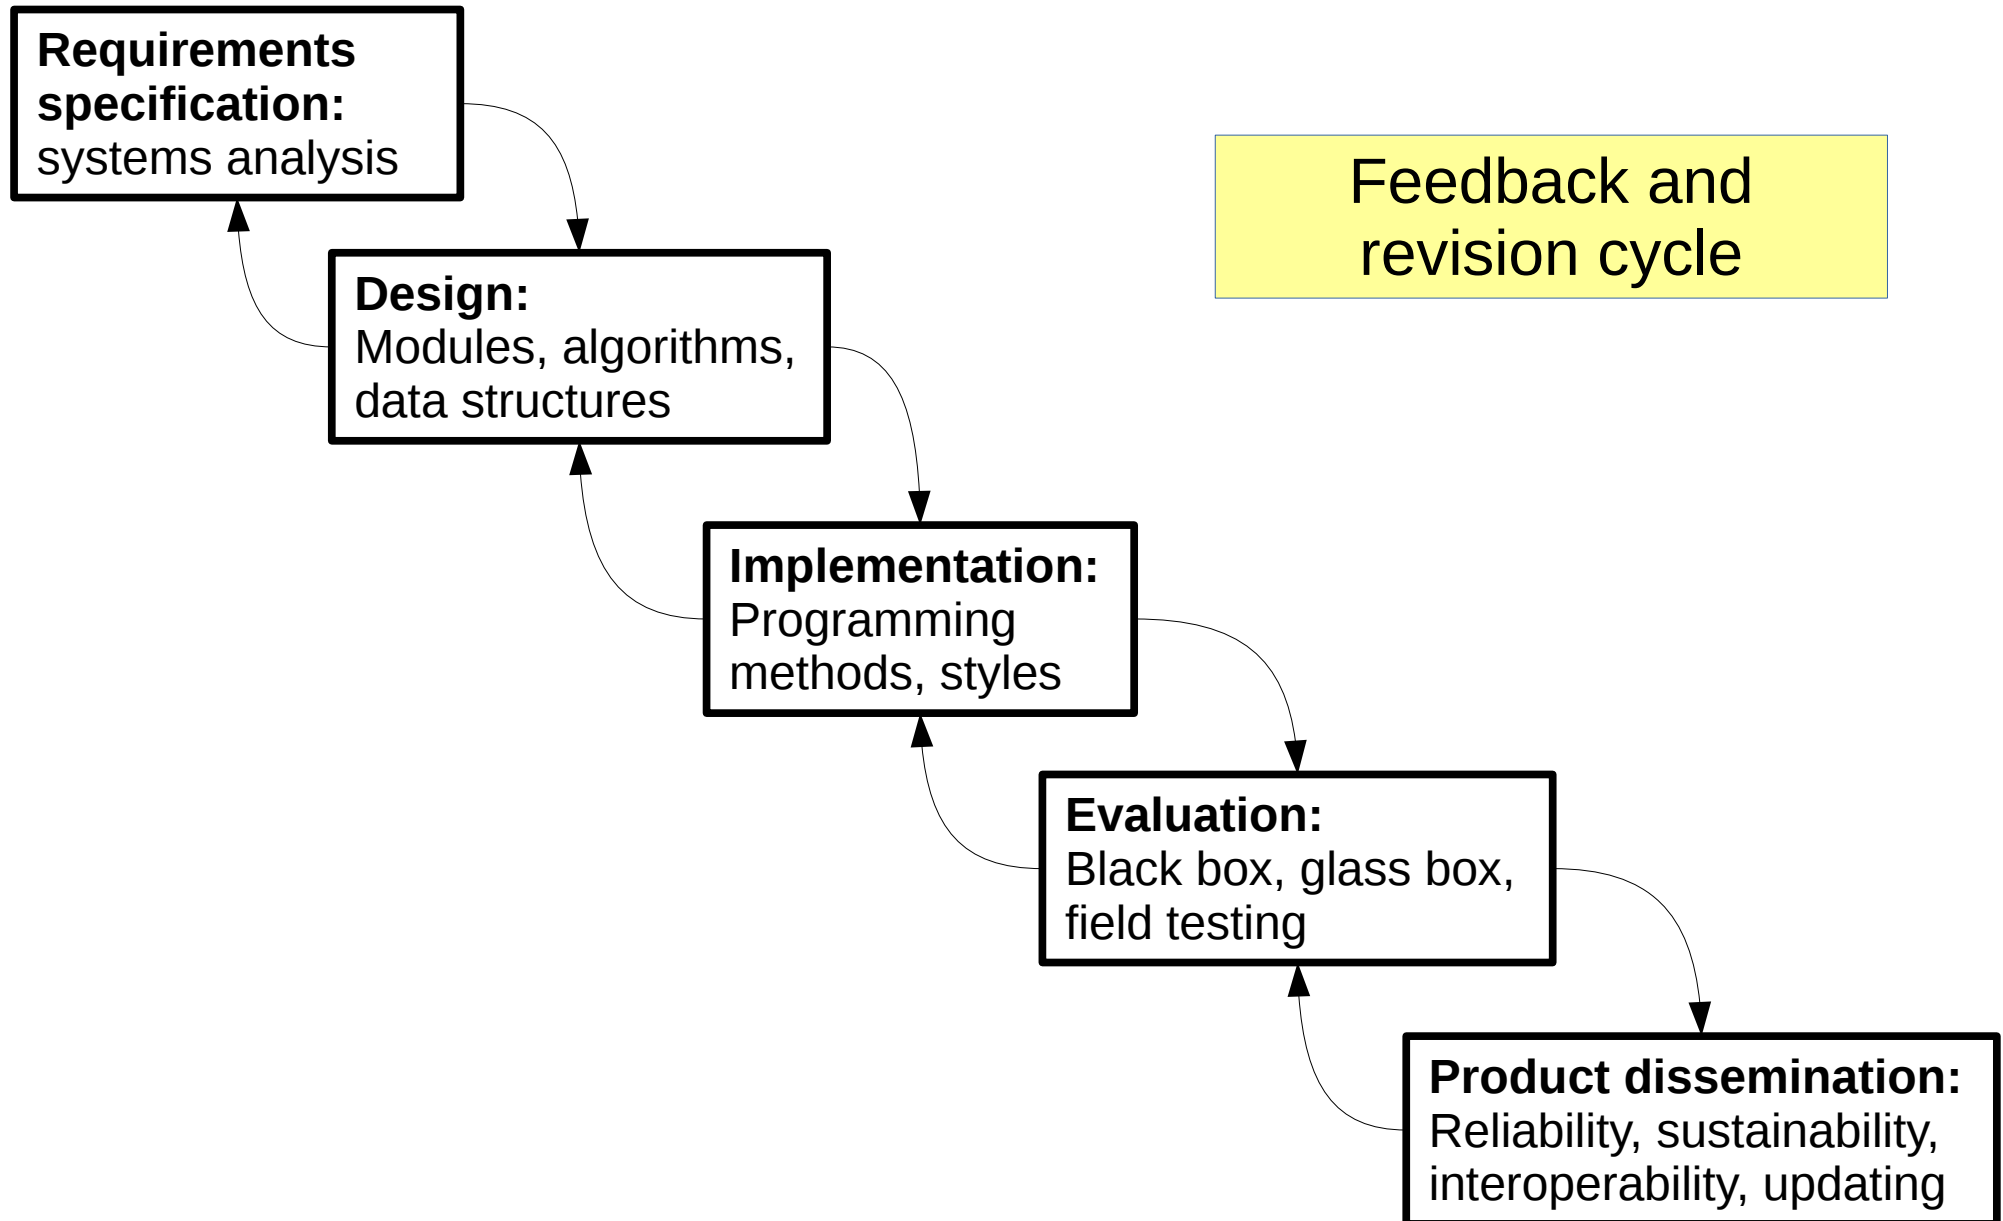 Requirements
specification:
systems analysis
Feedback and
revision cycle
Design:
Modules, algorithms,
data structures
Implementation:
Programming
methods, styles
Evaluation:
Black box, glass box,
field testing
Product dissemination:
Reliability, sustainability,
interoperability, updating